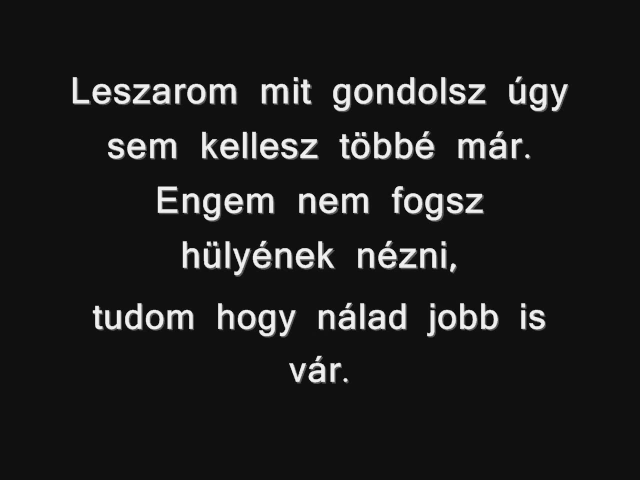 Leszarom mit gondolsz úgy
sem kellesz többé már.
Engem nem fogsz
hülyének nézni,
tudom hogy nálad jobb is
vár.